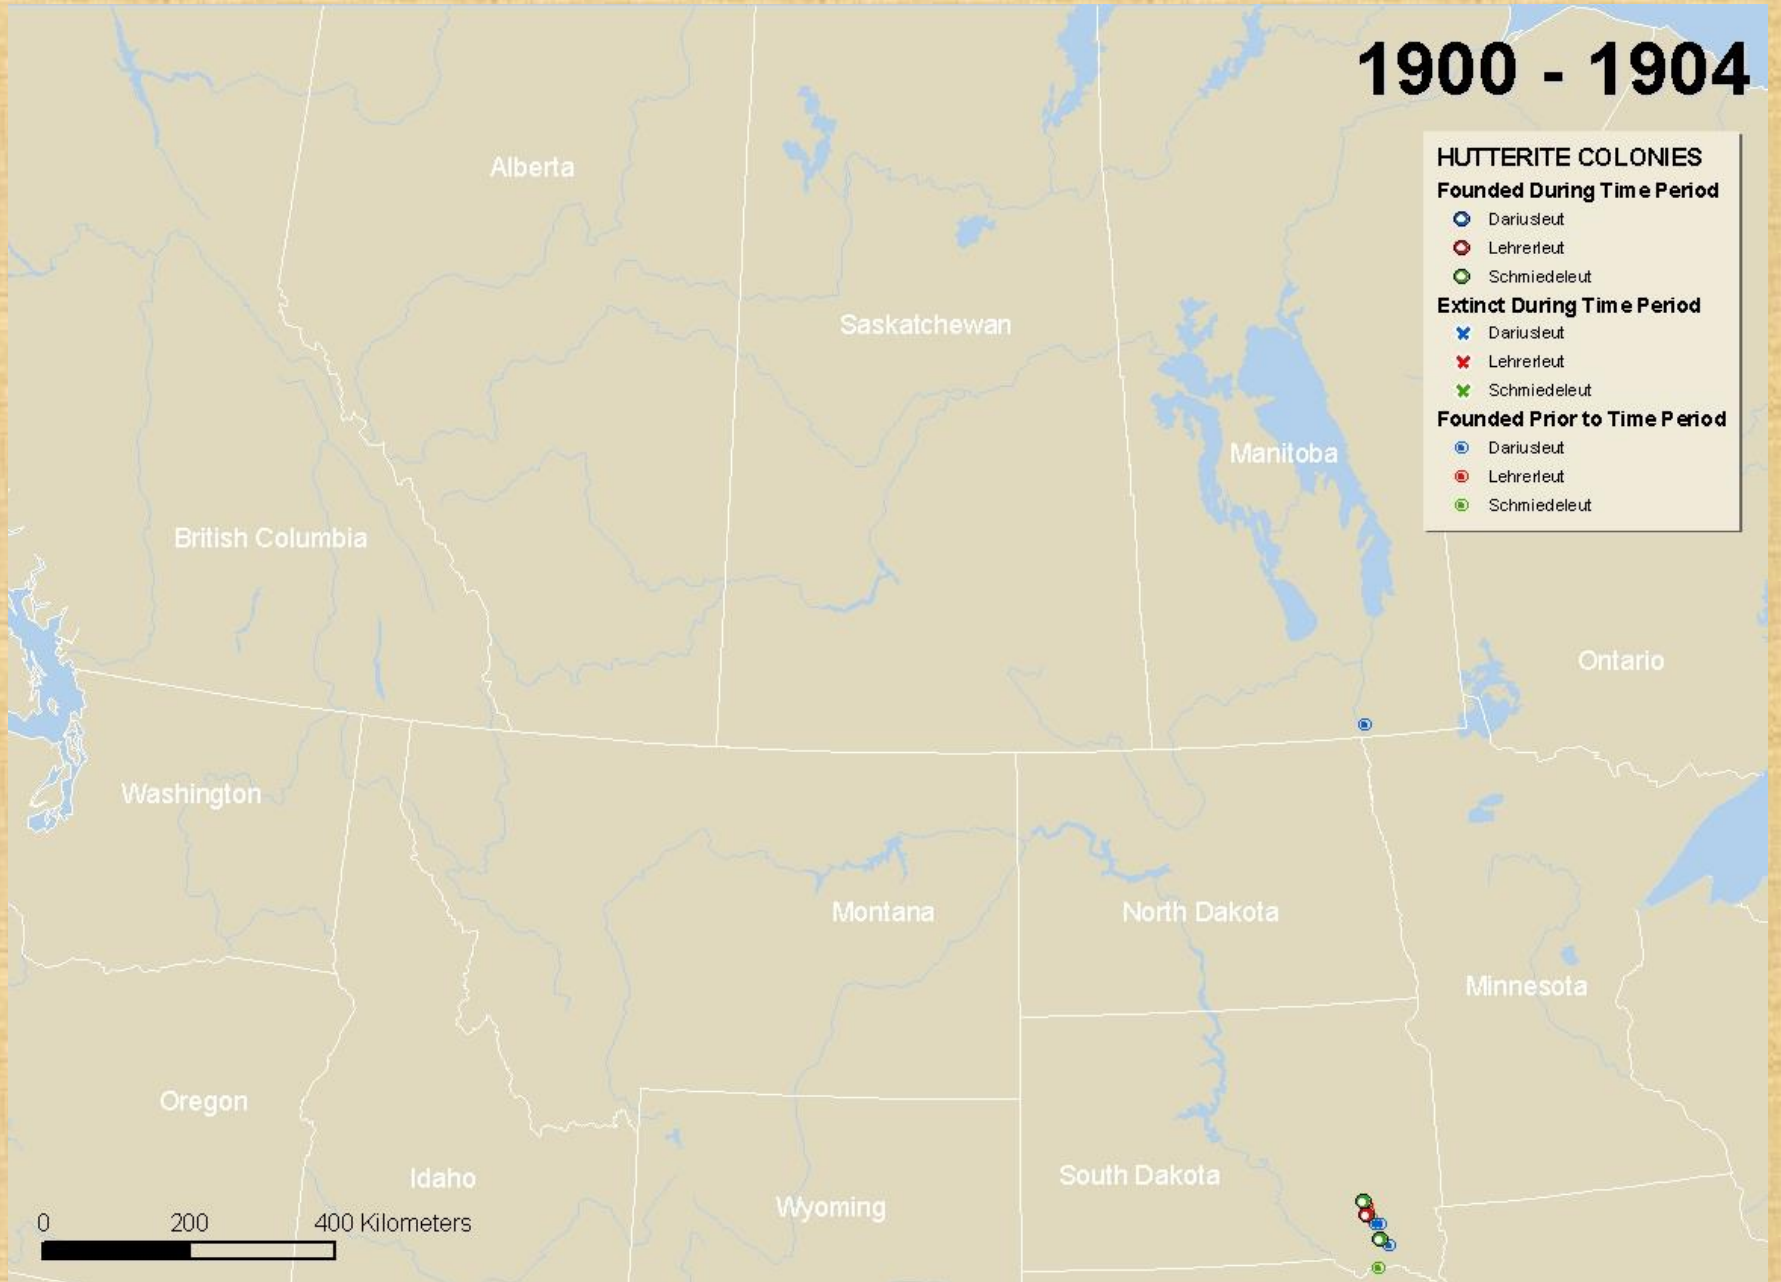 1900 - 1904
HUTTERITE COLONIES
Founded During Time Period
Dariusleut
Lehrerleut
Schmiedeleut
Extinct During Time Period
Dariusleut
Lehrerleut
Schmiedeleut
Founded Prior to Time Period
Dariusleut
Lehrerleut
Schmiedeleut
Alberta
Saskatchewan
Manitoba
British Columbia
Ontario
Washington
Montana
North Dakota
Minnesota
Oregon
Idaho
South Dakota
Wyoming
0 200 400 Kilometers